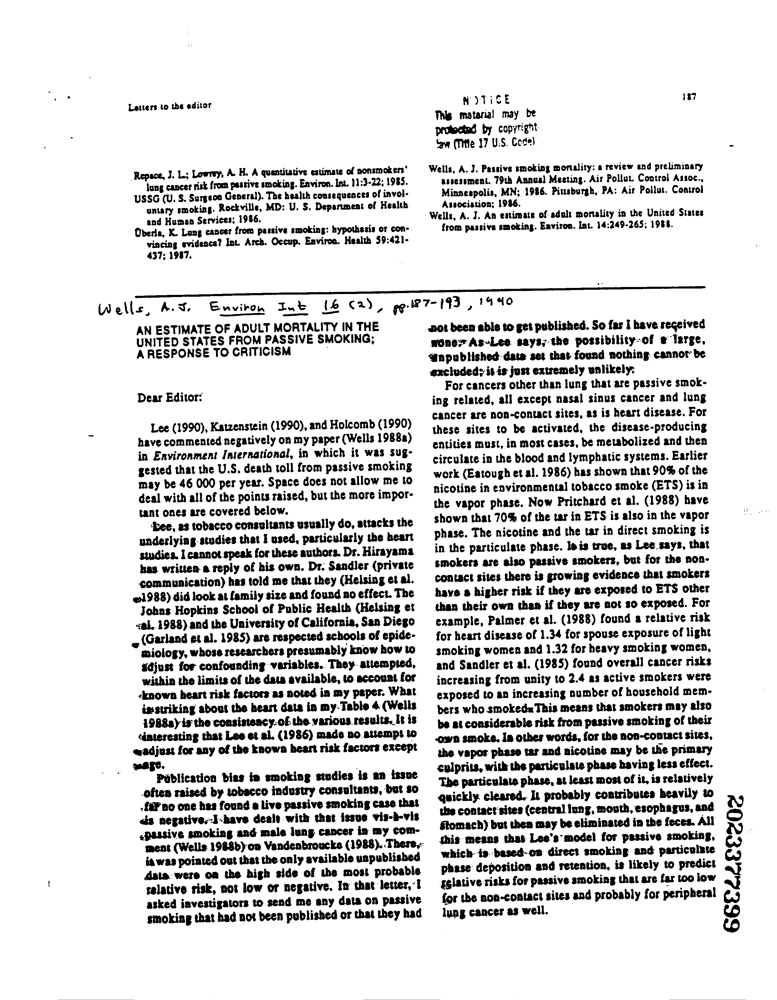 Letters to the editor
NOTICE
This material may be
protected by copyright
law (Title 17 U.S. Code)
187
Repace, J. L.; Lowrey, A. H. A quantitative estimate of nonsmokers'
lung cancer risk from passive smoking. Environ. Int. 11:3-22; 1985.
USSG (U. S. Surgeon General). The health consequences of invol-
untary smoking. Rockville, MD: U. S. Department of Health
and Human Services; 1986.
Überla, K. Lung cancer from passive smoking: hypothesis or con-
vincing evidence? Int. Arch. Occup. Environ. Health 59:421-
437; 1987.
Wells, A. J. Passive smoking mortality: a review and preliminary
assessment. 79th Annual Meeting. Air Pollut. Control Assoc.,
Minneapolis, MN; 1986. Pittsburgh, PA: Air Pollut. Control
Association; 1986.
Wells, A. J. An estimate of adult mortality in the United States
from passive smoking. Environ. Int. 14:249-265; 1988.
Wells, A.J. Environ Int 16 (2), pp.187-193, 1990
AN ESTIMATE OF ADULT MORTALITY IN THE
UNITED STATES FROM PASSIVE SMOKING;
A RESPONSE TO CRITICISM
Dear Editor:
Lee (1990), Katzenstein (1990), and Holcomb (1990)
have commented negatively on my paper (Wells 1988a)
in Environment International, in which it was sug-
gested that the U.S. death toll from passive smoking
may be 46 000 per year. Space does not allow me to
deal with all of the points raised, but the more impor-
tant ones are covered below.
Lee, as tobacco consultants usually do, attacks the
underlying studies that I used, particularly the heart
studies. I cannot speak for these authors. Dr. Hirayama
has written a reply of his own. Dr. Sandler (private
communication) has told me that they (Helsing et al.
1988) did look at family size and found no effect. The
Johns Hopkins School of Public Health (Helsing et
al. 1988) and the University of California, San Diego
(Garland et al. 1985) are respected schools of epide-
miology, whose researchers presumably know how to
adjust for confounding variables. They attempted,
within the limits of the data available, to account for
known heart risk factors as noted in my paper. What
is striking about the heart data in my Table 4 (Wells
1988a) is the consistency of the various results. It is
interesting that Lee et al. (1986) made no attempt to
adjust for any of the known heart risk factors except
age.
Publication bias in smoking studies is an issue
often raised by tobacco industry consultants, but so
far no one has found a live passive smoking case that
is negative. I have dealt with that issue vis-à-vis
passive smoking and male lung cancer in my com-
ment (Wells 1988b) on Vandenbroucke (1988). There,
it was pointed out that the only available unpublished
data were on the high side of the most probable
relative risk, not low or negative. In that letter, I
asked investigators to send me any data on passive
smoking that had not been published or that they had
not been able to get published. So far I have received
none. As Lee says, the possibility of a large,
unpublished data set that found nothing cannot be
excluded; it is just extremely unlikely.
For cancers other than lung that are passive smok-
ing related, all except nasal sinus cancer and lung
cancer are non-contact sites, as is heart disease. For
these sites to be activated, the disease-producing
entities must, in most cases, be metabolized and then
circulate in the blood and lymphatic systems. Earlier
work (Eatough et al. 1986) has shown that 90% of the
nicotine in environmental tobacco smoke (ETS) is in
the vapor phase. Now Pritchard et al. (1988) have
shown that 70% of the tar in ETS is also in the vapor
phase. The nicotine and the tar in direct smoking is
in the particulate phase. It is true, as Lee says, that
smokers are also passive smokers, but for the non-
contact sites there is growing evidence that smokers
have a higher risk if they are exposed to ETS other
than their own than if they are not so exposed. For
example, Palmer et al. (1988) found a relative risk
for heart disease of 1.34 for spouse exposure of light
smoking women and 1.32 for heavy smoking women,
and Sandler et al. (1985) found overall cancer risks
increasing from unity to 2.4 as active smokers were
exposed to an increasing number of household mem-
bers who smoked. This means that smokers may also
be at considerable risk from passive smoking of their
own smoke. In other words, for the non-contact sites,
the vapor phase tar and nicotine may be the primary
culprits, with the particulate phase having less effect.
The particulate phase, at least most of it, is relatively
quickly cleared. It probably contributes heavily to
the contact sites (central lung, mouth, esophagus, and
stomach) but then may be eliminated in the feces. All
this means that Lee's model for passive smoking,
which is based on direct smoking and particulate
phase deposition and retention, is likely to predict
relative risks for passive smoking that are far too low
for the non-contact sites and probably for peripheral
lung cancer as well.
2023377399